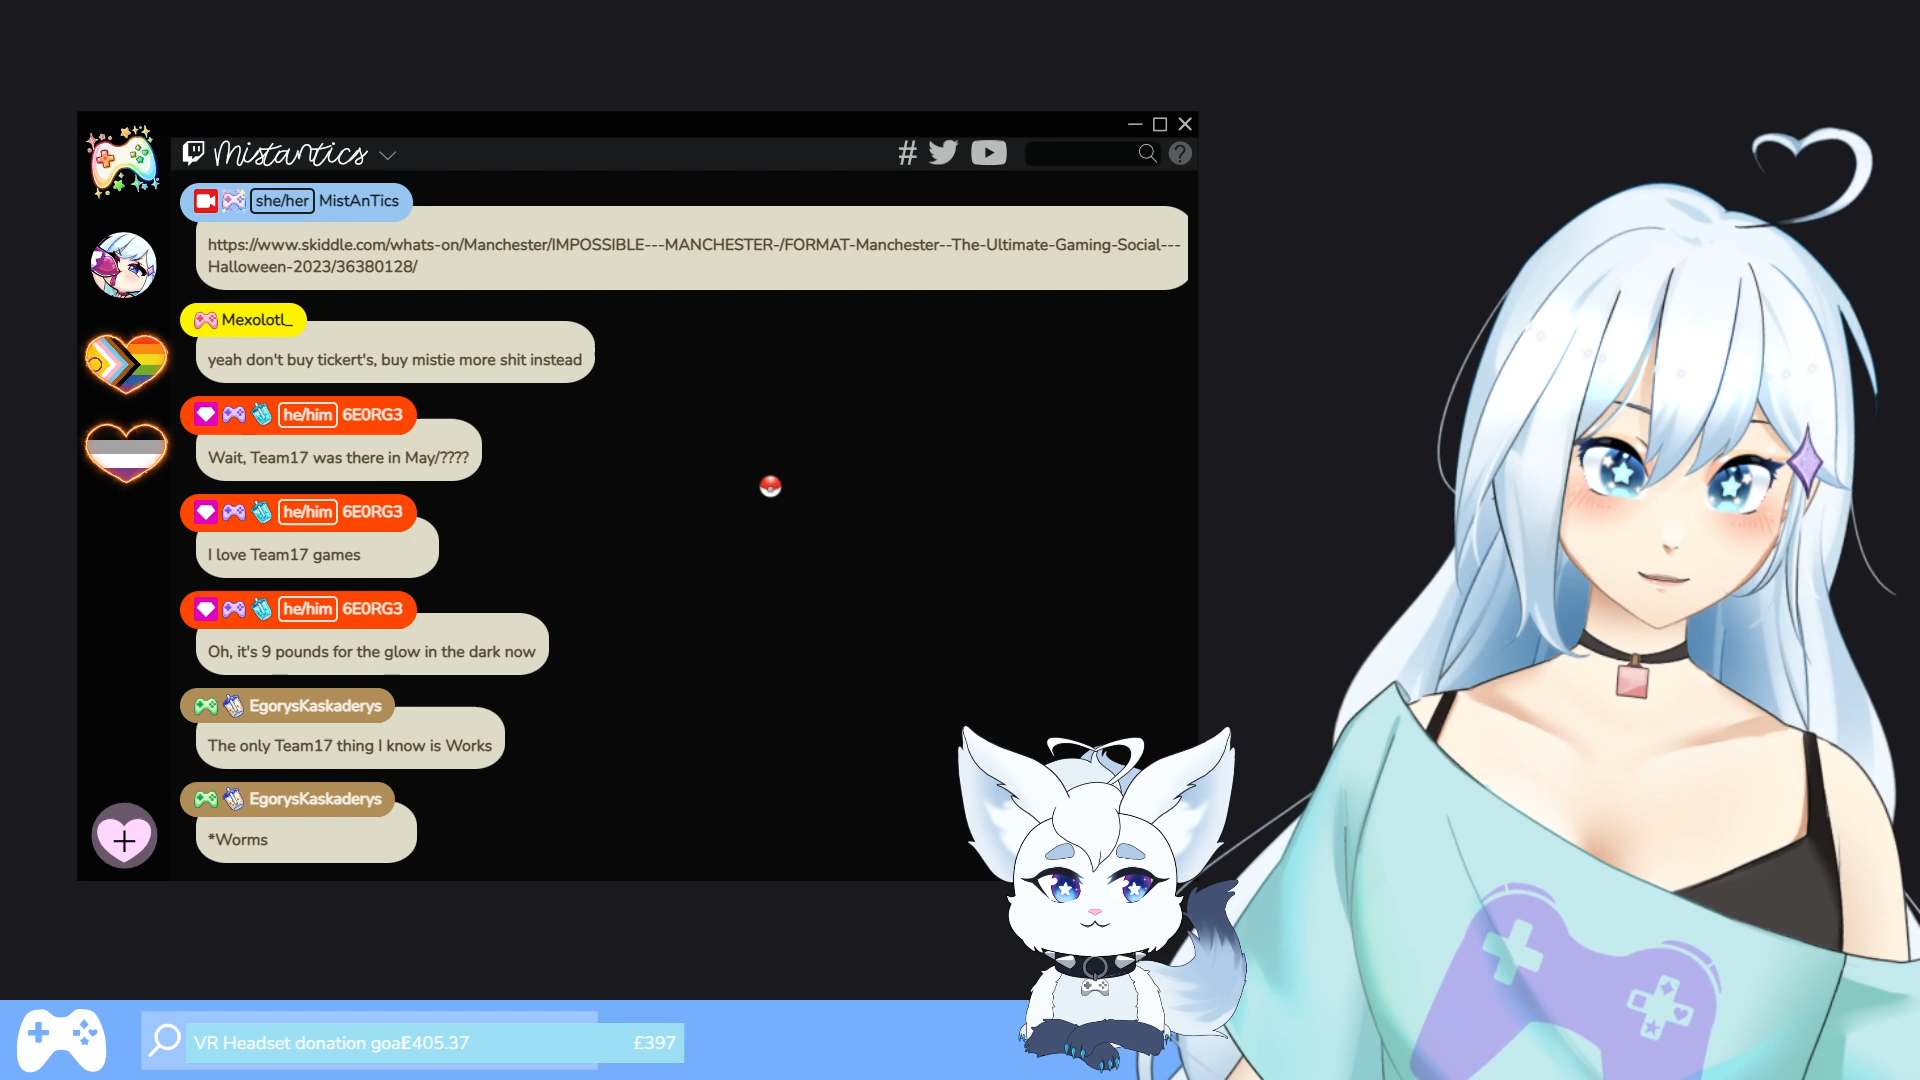 Mistantics
she/her MistAnTics
https://www.skiddle.com/whats-on/Manchester/IMPOSSIBLE---MANCHESTER-/FORMAT-Manchester--The-Ultimate-Gaming-Social---
Halloween-2023/36380128/
Mexolotl_
yeah don't buy tickert's, buy mistie more shit instead
he/him 6E0RG3
Wait, Team17 was there in May/????
he/him 6E0RG3
I love Team17 games
he/him 6E0RG3
Oh, it's 9 pounds for the glow in the dark now
EgorysKaskaderys
The only Team17 thing I know is Works
EgorysKaskaderys
*Worms
VR Headset donation goal£405.37 £397